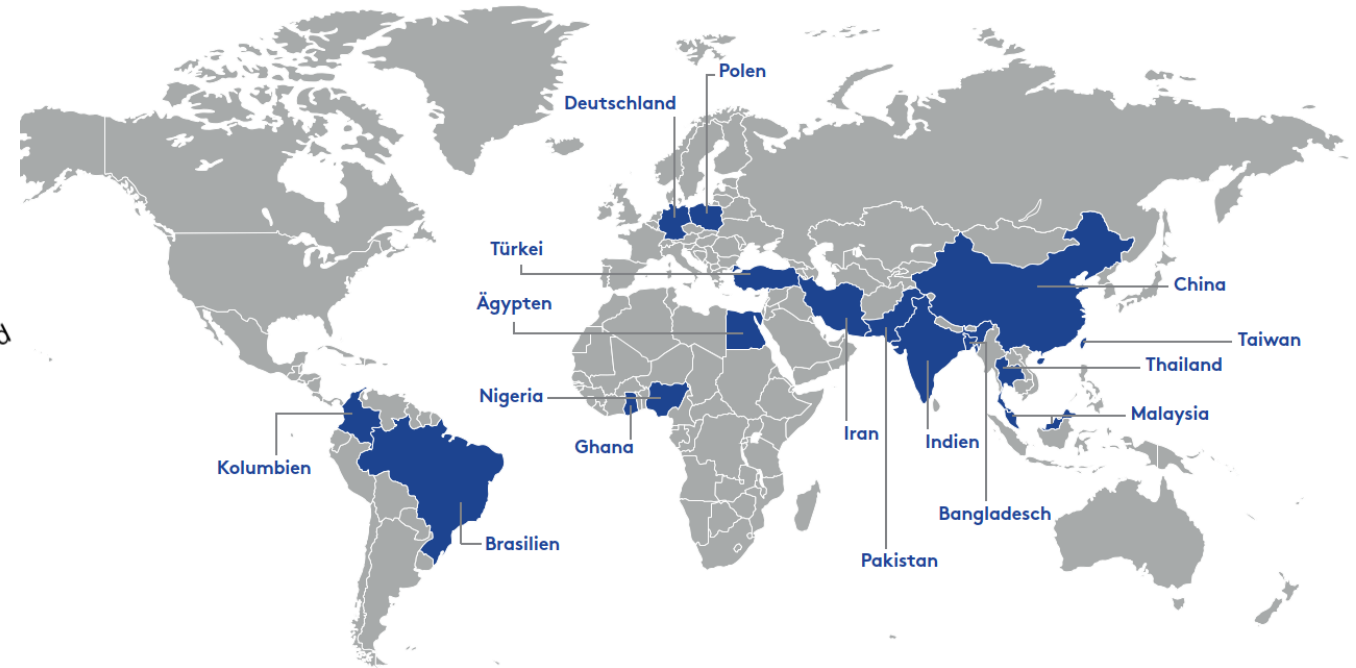 Polen
Deutschland
Türkei
China
Ägypten
Taiwan
Thailand
Nigeria
Malaysia
Iran
Indien
Ghana
Kolumbien
Bangladesch
Brasilien
Pakistan
d